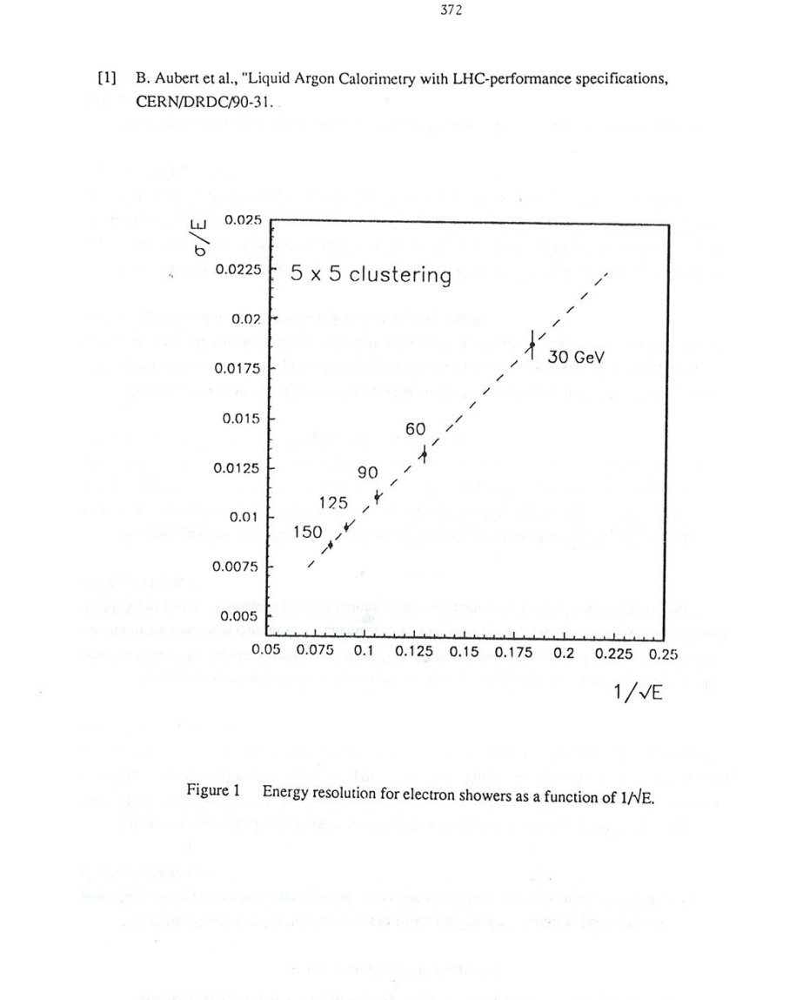 372
[1] B. Aubert et al., "Liquid Argon Calorimetry with LHC-performance specifications,
CERN/DRDC/90-31.
σ/E
0.025
0.0225
0.02
0.0175
0.015
0.0125
0.01
0.0075
0.005
5 x 5 clustering
30 GeV
60
90
125
150
0.05 0.075 0.1 0.125 0.15 0.175 0.2 0.225 0.25
1/√E
Figure 1 Energy resolution for electron showers as a function of 1/√E.